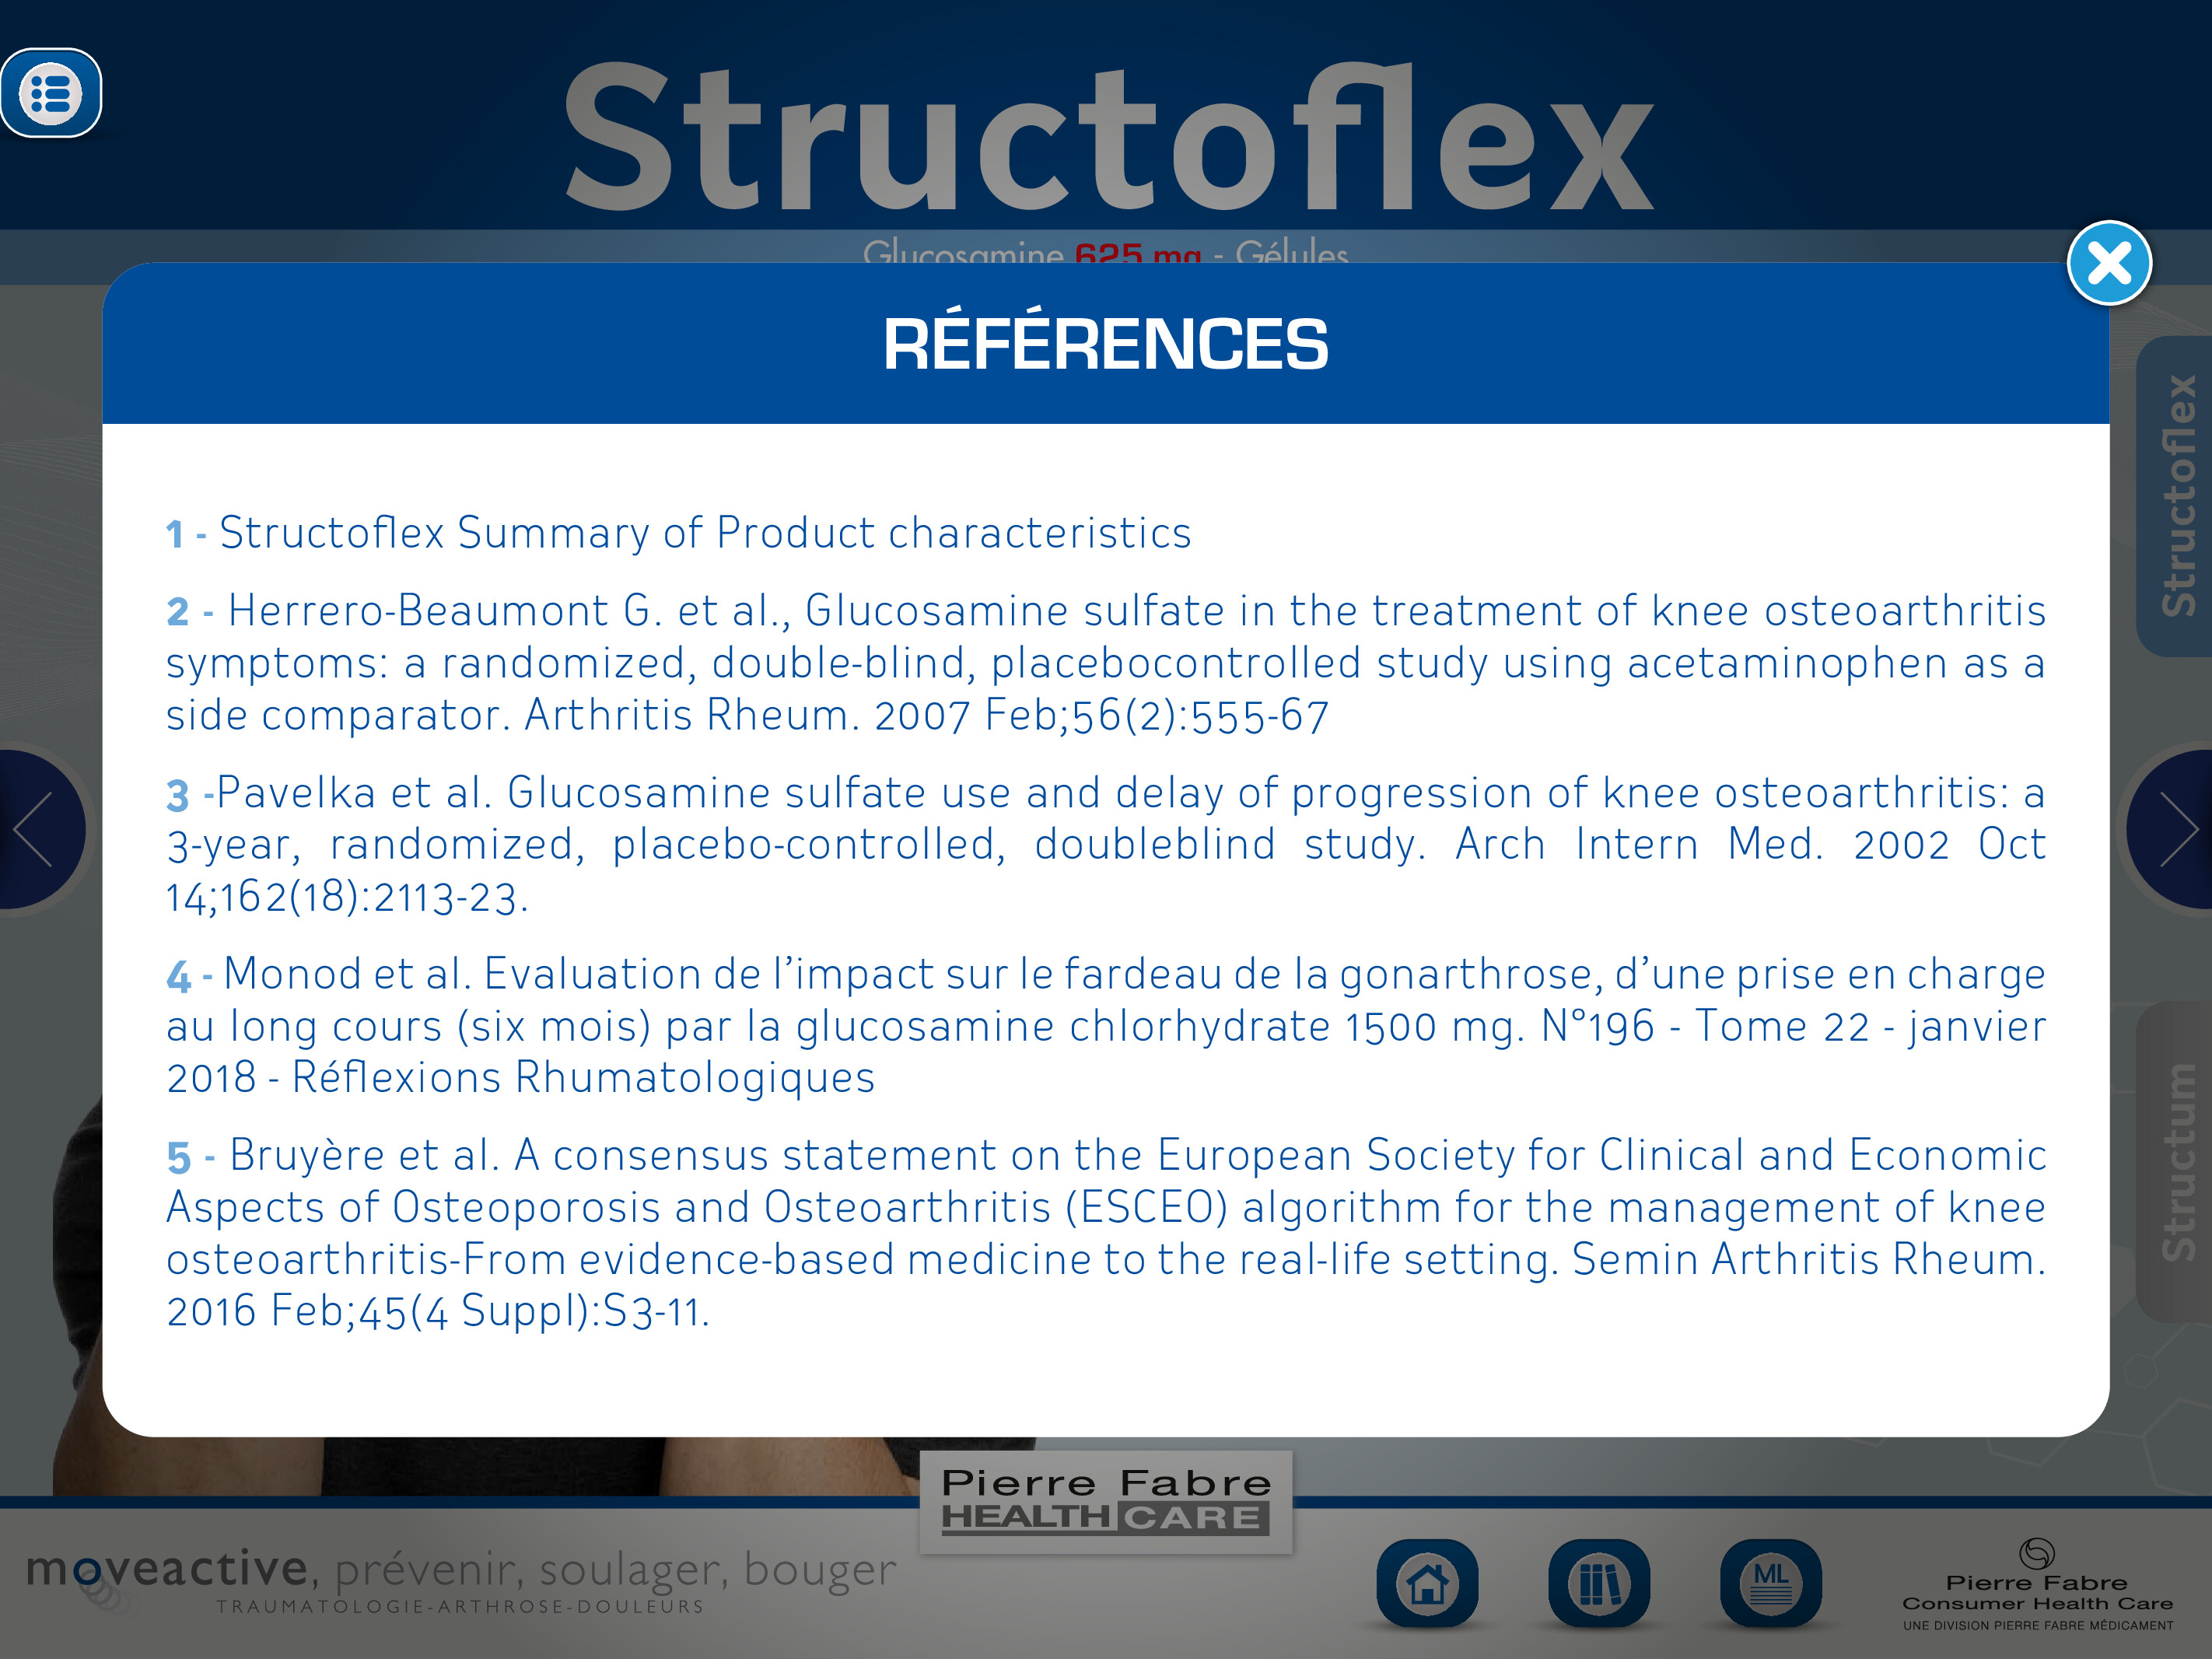 Structoflex
Glucosamine 625 mg - Gélules
RÉFÉRENCES
1 - Structoflex Summary of Product characteristics
2 - Herrero-Beaumont G. et al., Glucosamine sulfate in the treatment of knee osteoarthritis
symptoms: a randomized, double-blind, placebocontrolled study using acetaminophen as a
side comparator. Arthritis Rheum. 2007 Feb;56(2):555-67
3 -Pavelka et al. Glucosamine sulfate use and delay of progression of knee osteoarthritis: a
3-year, randomized, placebo-controlled, doubleblind study. Arch Intern Med. 2002 Oct
14;162(18):2113-23.
4 - Monod et al. Evaluation de l’impact sur le fardeau de la gonarthrose, d’une prise en charge
au long cours (six mois) par la glucosamine chlorhydrate 1500 mg. N°196 - Tome 22 - janvier
2018 - Réflexions Rhumatologiques
5 - Bruyère et al. A consensus statement on the European Society for Clinical and Economic
Aspects of Osteoporosis and Osteoarthritis (ESCEO) algorithm for the management of knee
osteoarthritis-From evidence-based medicine to the real-life setting. Semin Arthritis Rheum.
2016 Feb;45(4 Suppl):S3-11.
Structoflex
Structum
Pierre Fabre
HEALTH CARE
moveactive, prévenir, soulager, bouger
TRAUMATOLOGIE-ARTHROSE-DOULEURS
ML
Pierre Fabre
Consumer Health Care
UNE DIVISION PIERRE FABRE MÉDICAMENT